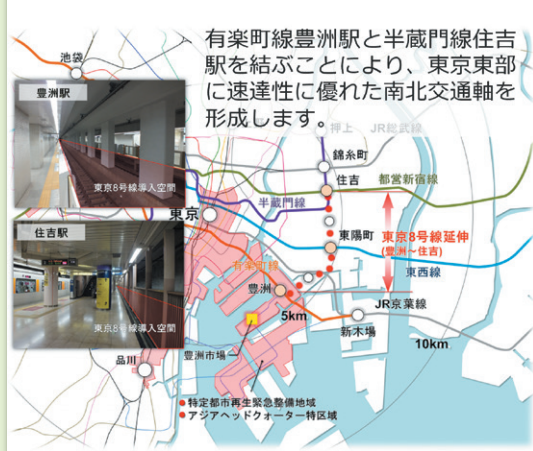 有楽町線豊洲駅と半蔵門線住吉
駅を結ぶことにより、東京東部
に速達性に優れた南北交通軸を
形成します。
池袋
豊洲駅
東京8号線導入空間
住吉駅
東京8号線導入空間
押上
JR総武線
錦糸町
住吉
都営新宿線
半蔵門線
東京
東陽町
東京8号線延伸
(豊洲～住吉)
有楽町線
東西線
豊洲
JR京葉線
5km
新木場
10km
豊洲市場
品川
特定都市再生緊急整備地域
アジアヘッドクォーター特区域